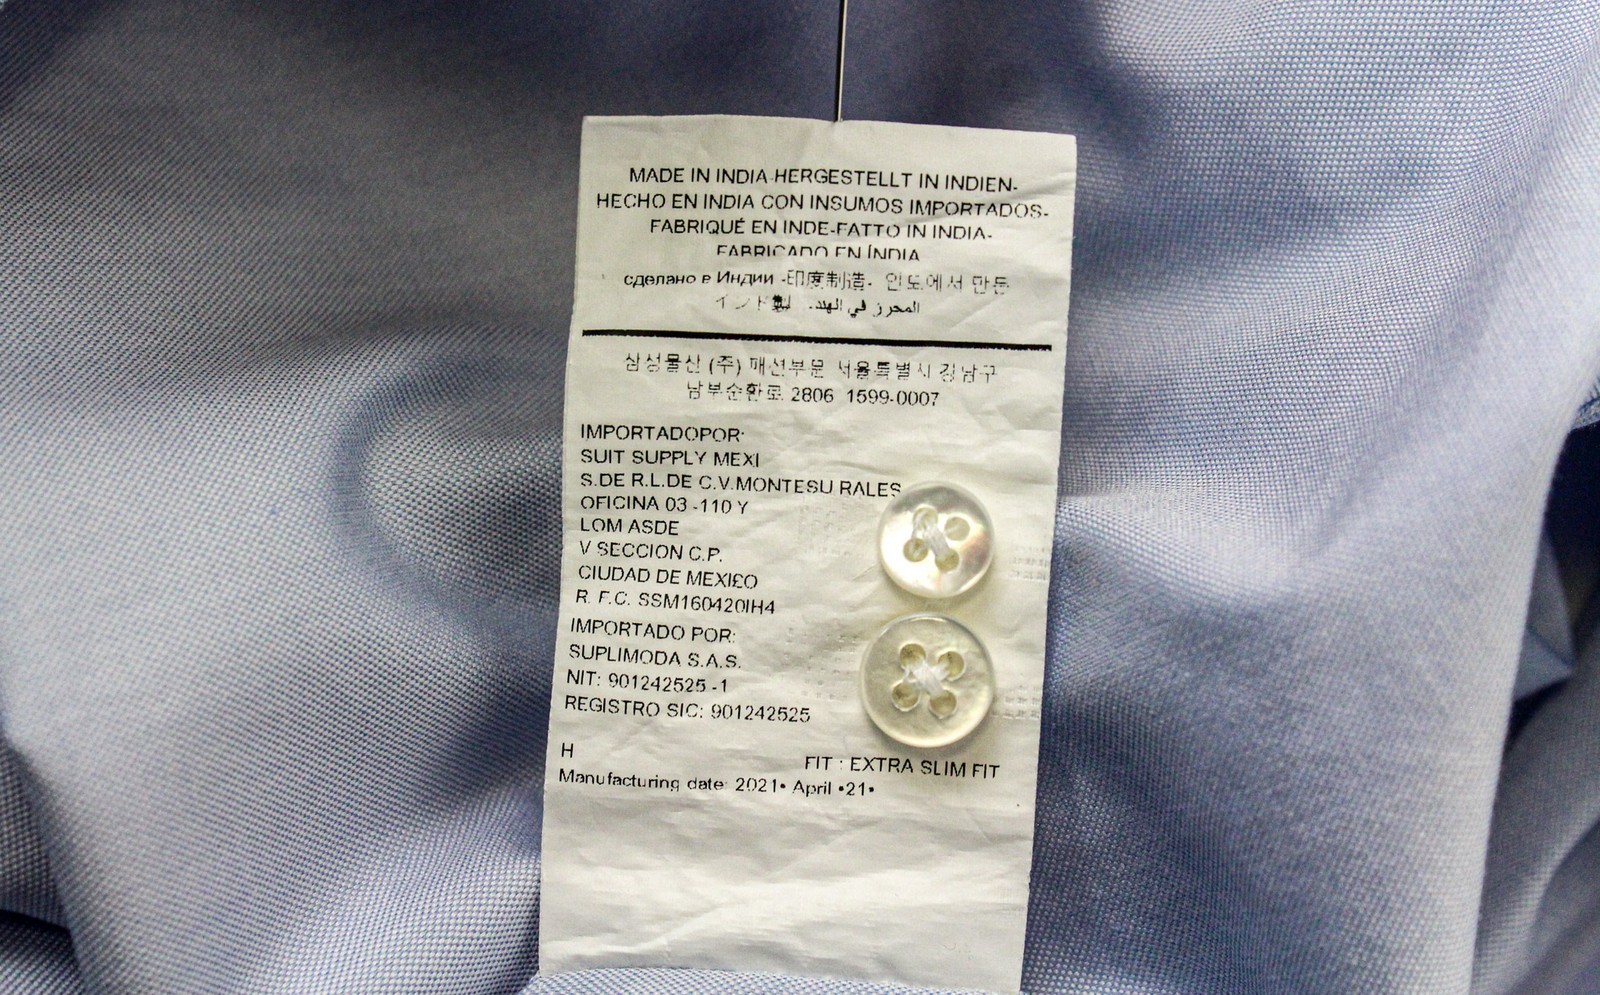 MADE IN INDIA-HERGESTELLT IN INDIEN-
HECHO EN INDIA CON INSUMOS IMPORTADOS-
FABRIQUÉ EN INDE-FATTO IN INDIA-
FABRICADO EN ÍNDIA
сделано в Индии -印度制造- 인도에서 만든
インド製 المحرز في الهند.
삼성물산 (주) 패션부문 서울특별시 강남구
남부순환로 2806 1599-0007
IMPORTADOPOR:
SUIT SUPPLY MEXI
S.DE R.L.DE C.V.MONTESU RALES
OFICINA 03 -110 Y
LOM ASDE
V SECCION C.P.
CIUDAD DE MEXICO
R. F.C. SSM160420IH4
IMPORTADO POR:
SUPLIMODA S.A.S.
NIT: 901242525 -1
REGISTRO SIC: 901242525
H
FIT : EXTRA SLIM FIT
Manufacturing date: 2021• April •21•